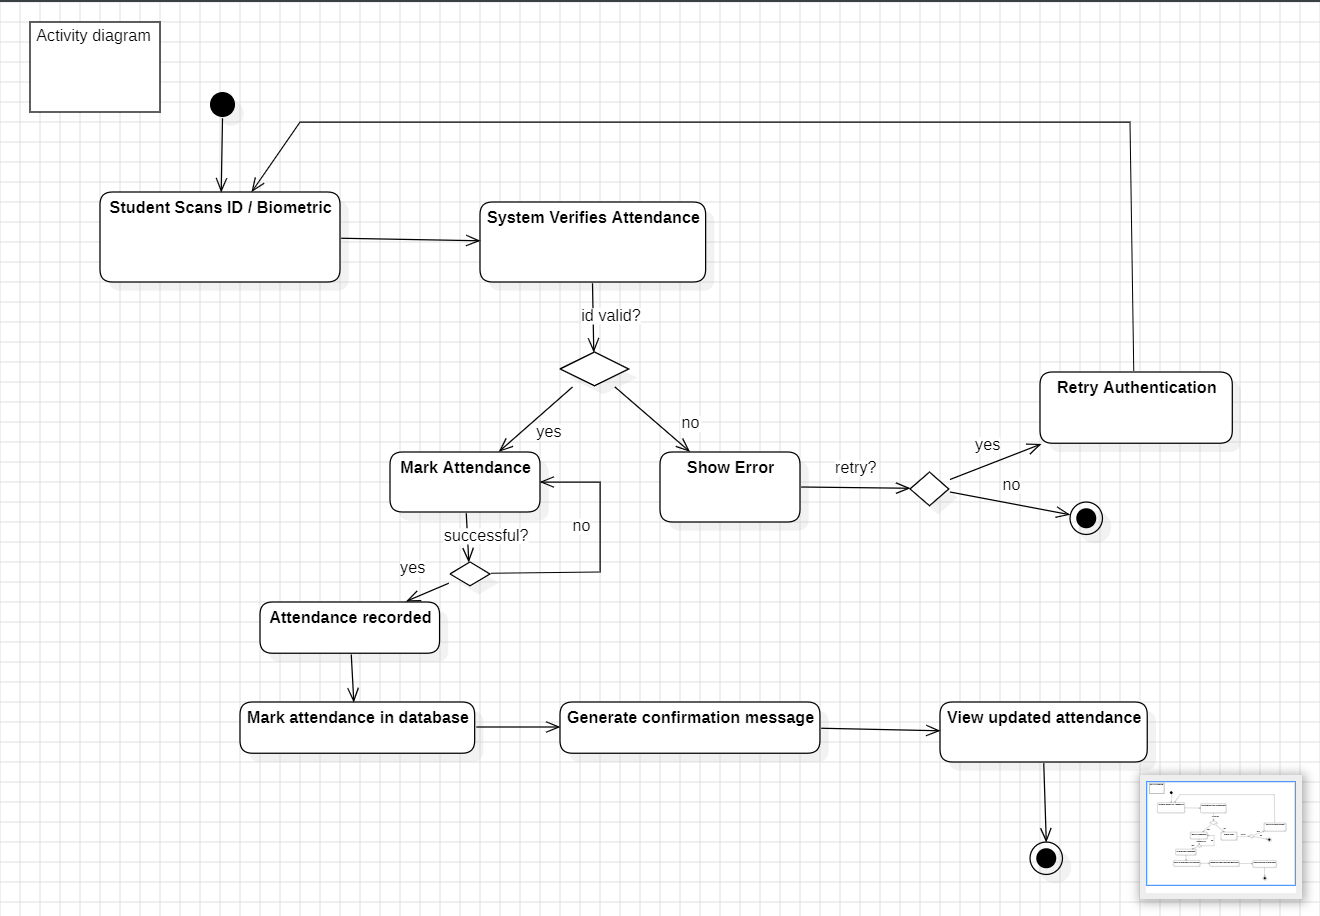 Activity diagram
Student Scans ID / Biometric
System Verifies Attendance
id valid?
Retry Authentication
yes
no
yes
no
Mark Attendance
Show Error
retry?
successful?
no
yes
Attendance recorded
Mark attendance in database
Generate confirmation message
View updated attendance